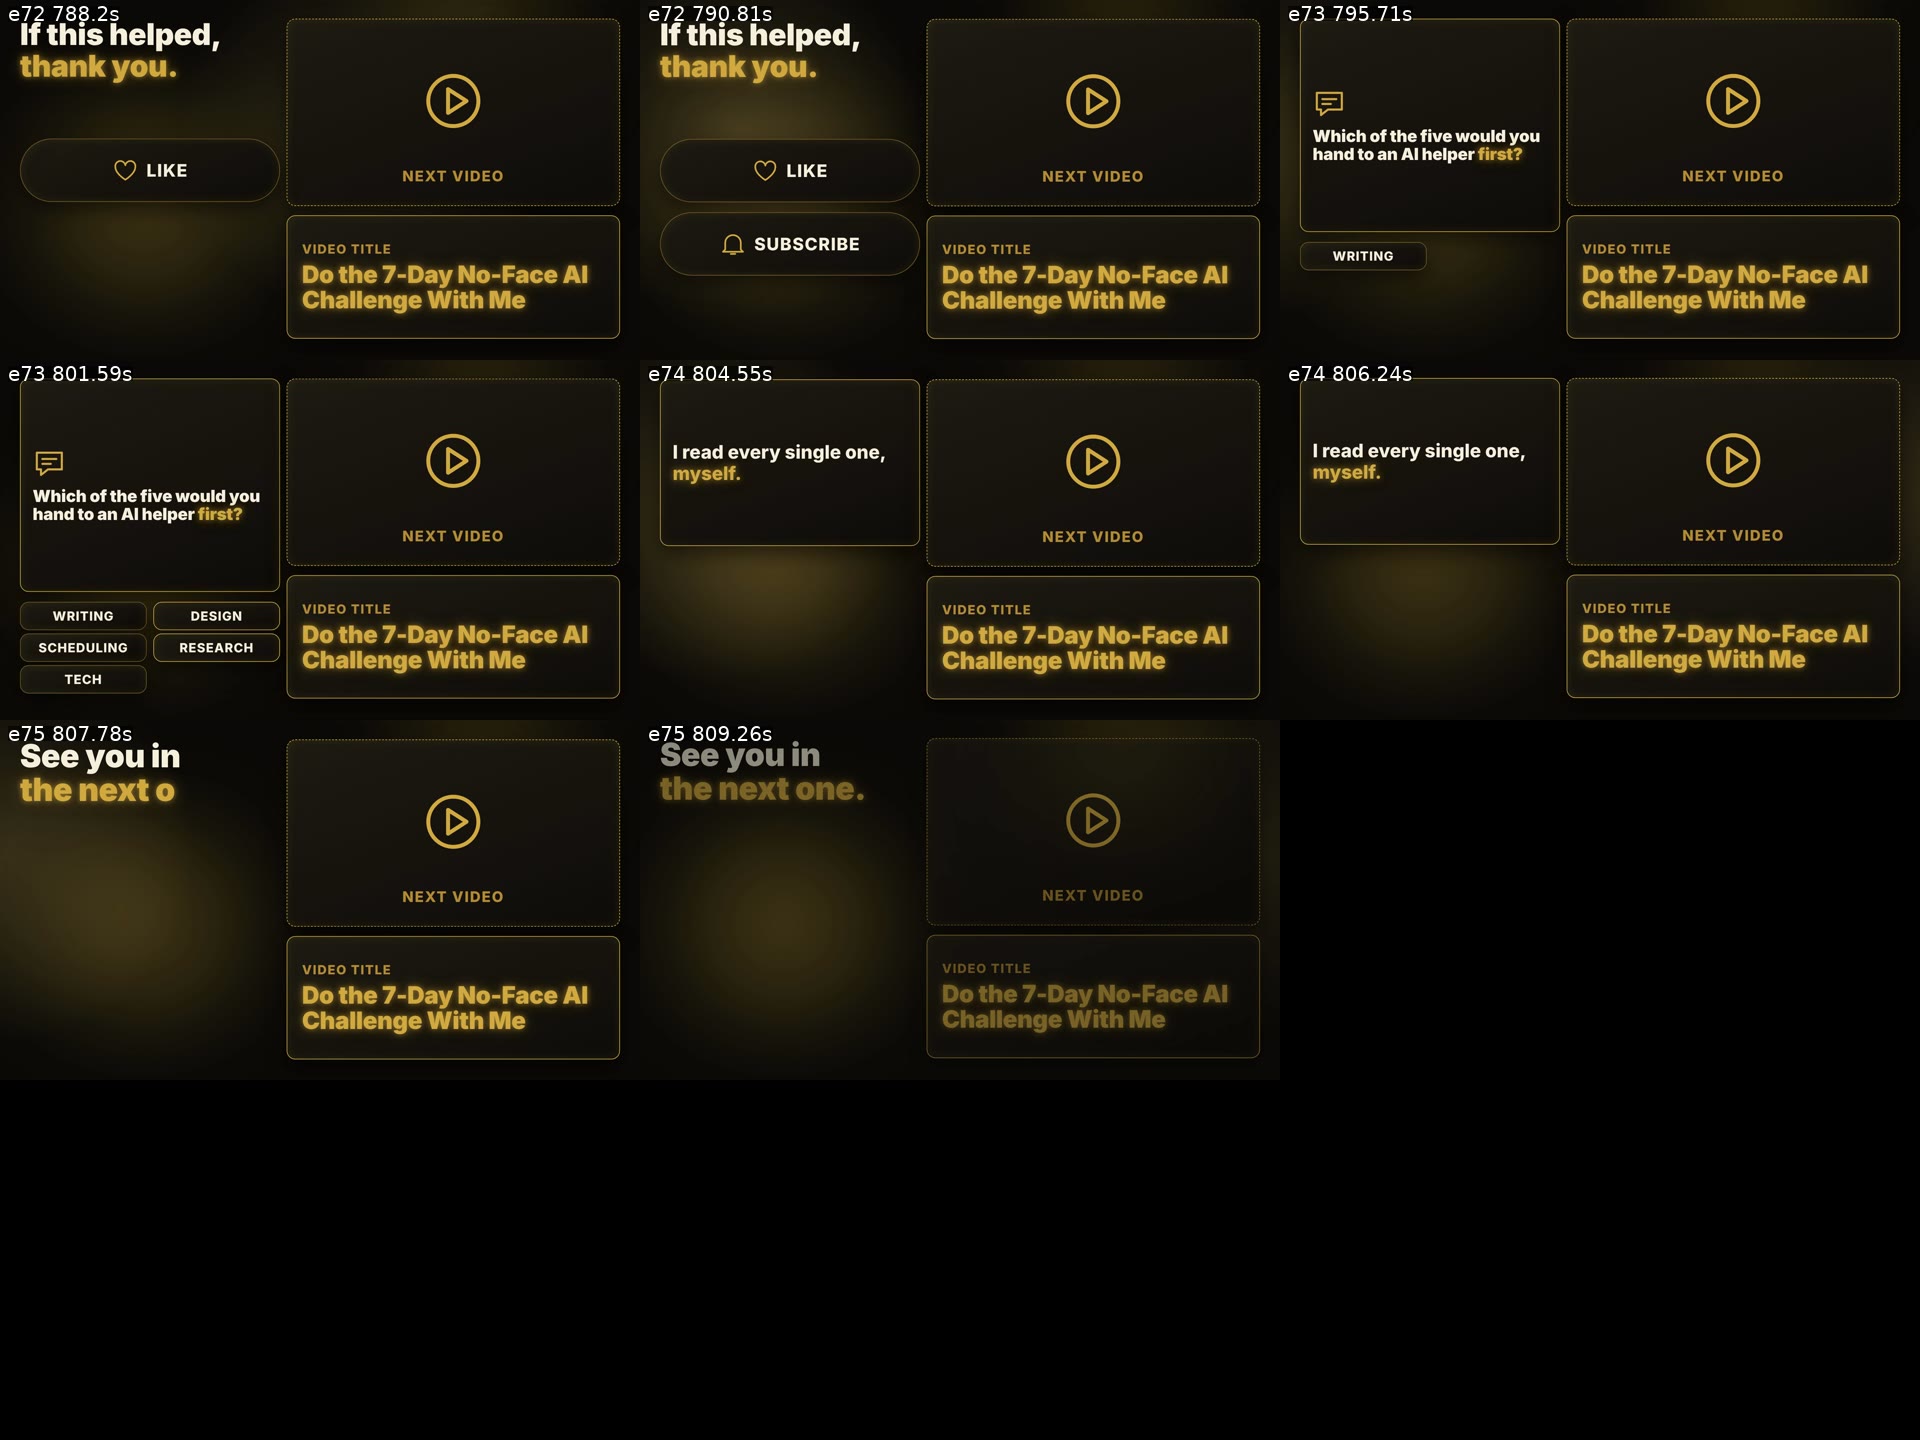 e72 788.2s
If this helped,
thank you.
LIKE
NEXT VIDEO
VIDEO TITLE
Do the 7-Day No-Face AI
Challenge With Me
e72 790.81s
If this helped,
thank you.
LIKE
SUBSCRIBE
NEXT VIDEO
VIDEO TITLE
Do the 7-Day No-Face AI
Challenge With Me
e73 795.71s
Which of the five would you
hand to an AI helper first?
WRITING
NEXT VIDEO
VIDEO TITLE
Do the 7-Day No-Face AI
Challenge With Me
e73 801.59s
Which of the five would you
hand to an AI helper first?
WRITING
DESIGN
SCHEDULING
RESEARCH
TECH
NEXT VIDEO
VIDEO TITLE
Do the 7-Day No-Face AI
Challenge With Me
e74 804.55s
I read every single one,
myself.
NEXT VIDEO
VIDEO TITLE
Do the 7-Day No-Face AI
Challenge With Me
e74 806.24s
I read every single one,
myself.
NEXT VIDEO
VIDEO TITLE
Do the 7-Day No-Face AI
Challenge With Me
e75 807.78s
See you in
the next o
NEXT VIDEO
VIDEO TITLE
Do the 7-Day No-Face AI
Challenge With Me
e75 809.26s
See you in
the next one.
NEXT VIDEO
VIDEO TITLE
Do the 7-Day No-Face AI
Challenge With Me